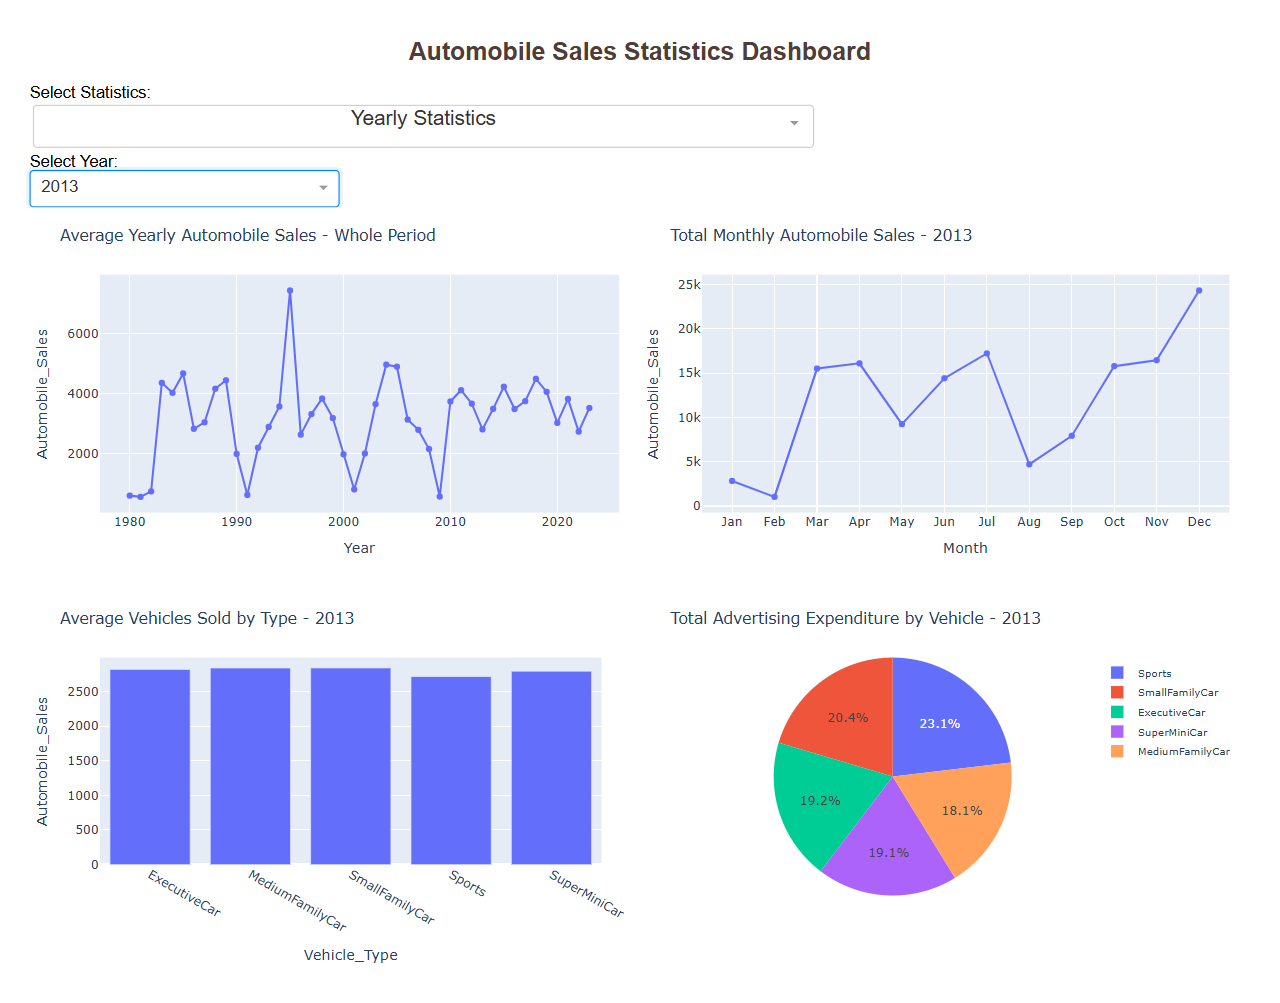 Automobile Sales Statistics Dashboard
Select Statistics:
Yearly Statistics
Select Year:
2013
Average Yearly Automobile Sales - Whole Period
Automobile_Sales
6000
4000
2000
1980 1990 2000 2010 2020
Year
Total Monthly Automobile Sales - 2013
Automobile_Sales
25k
20k
15k
10k
5k
0
Jan Feb Mar Apr May Jun Jul Aug Sep Oct Nov Dec
Month
Average Vehicles Sold by Type - 2013
Automobile_Sales
2500
2000
1500
1000
500
0
ExecutiveCar MediumFamilyCar SmallFamilyCar Sports SuperMiniCar
Vehicle_Type
Total Advertising Expenditure by Vehicle - 2013
20.4%
23.1%
19.2%
18.1%
19.1%
Sports
SmallFamilyCar
ExecutiveCar
SuperMiniCar
MediumFamilyCar